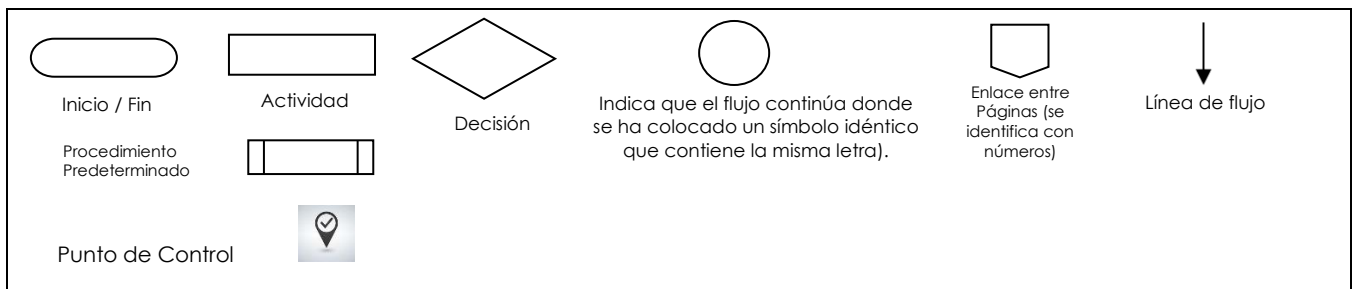 Inicio / Fin
Actividad
Decisión
Indica que el flujo continúa donde
se ha colocado un símbolo idéntico
que contiene la misma letra).
Enlace entre
Páginas (se
identifica con
números)
Línea de flujo
Procedimiento
Predeterminado
Punto de Control